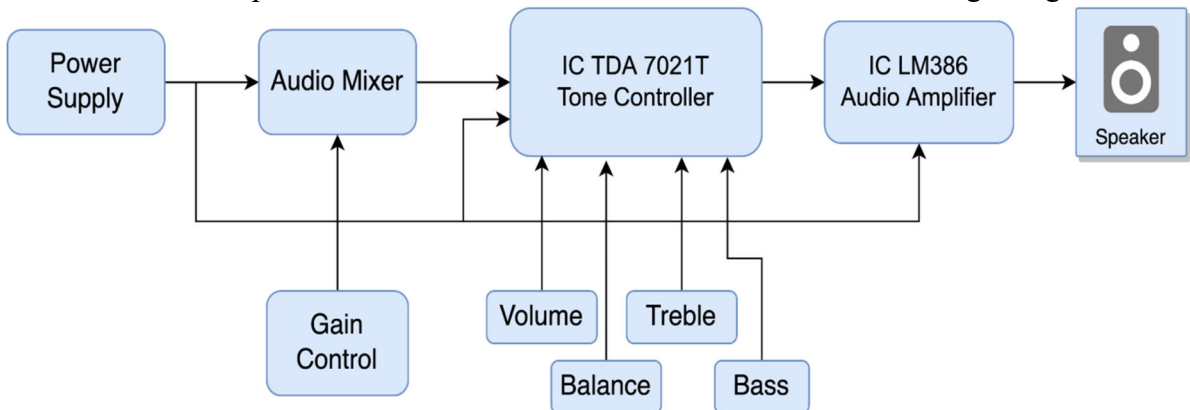 Power
Supply
Audio Mixer
IC TDA 7021T
Tone Controller
IC LM386
Audio Amplifier
Speaker
Gain
Control
Volume
Treble
Balance
Bass